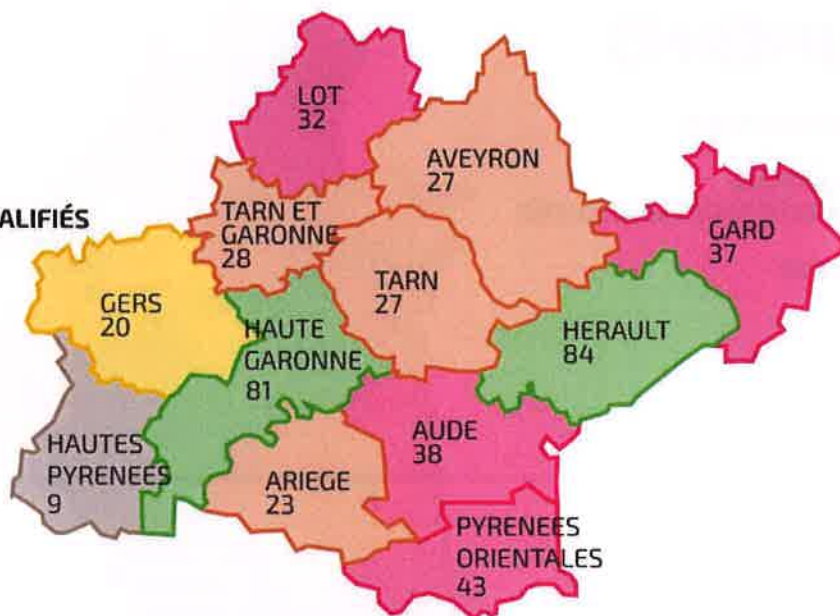 LOT
32
AVEYRON
27
ALIFIÉS
TARN ET
GARONNE
28
GARD
37
TARN
27
GERS
20
HAUTE
GARONNE
81
HERAULT
84
HAUTES
PYRENEES
9
AUDE
38
ARIEGE
23
PYRENEES
ORIENTALES
43